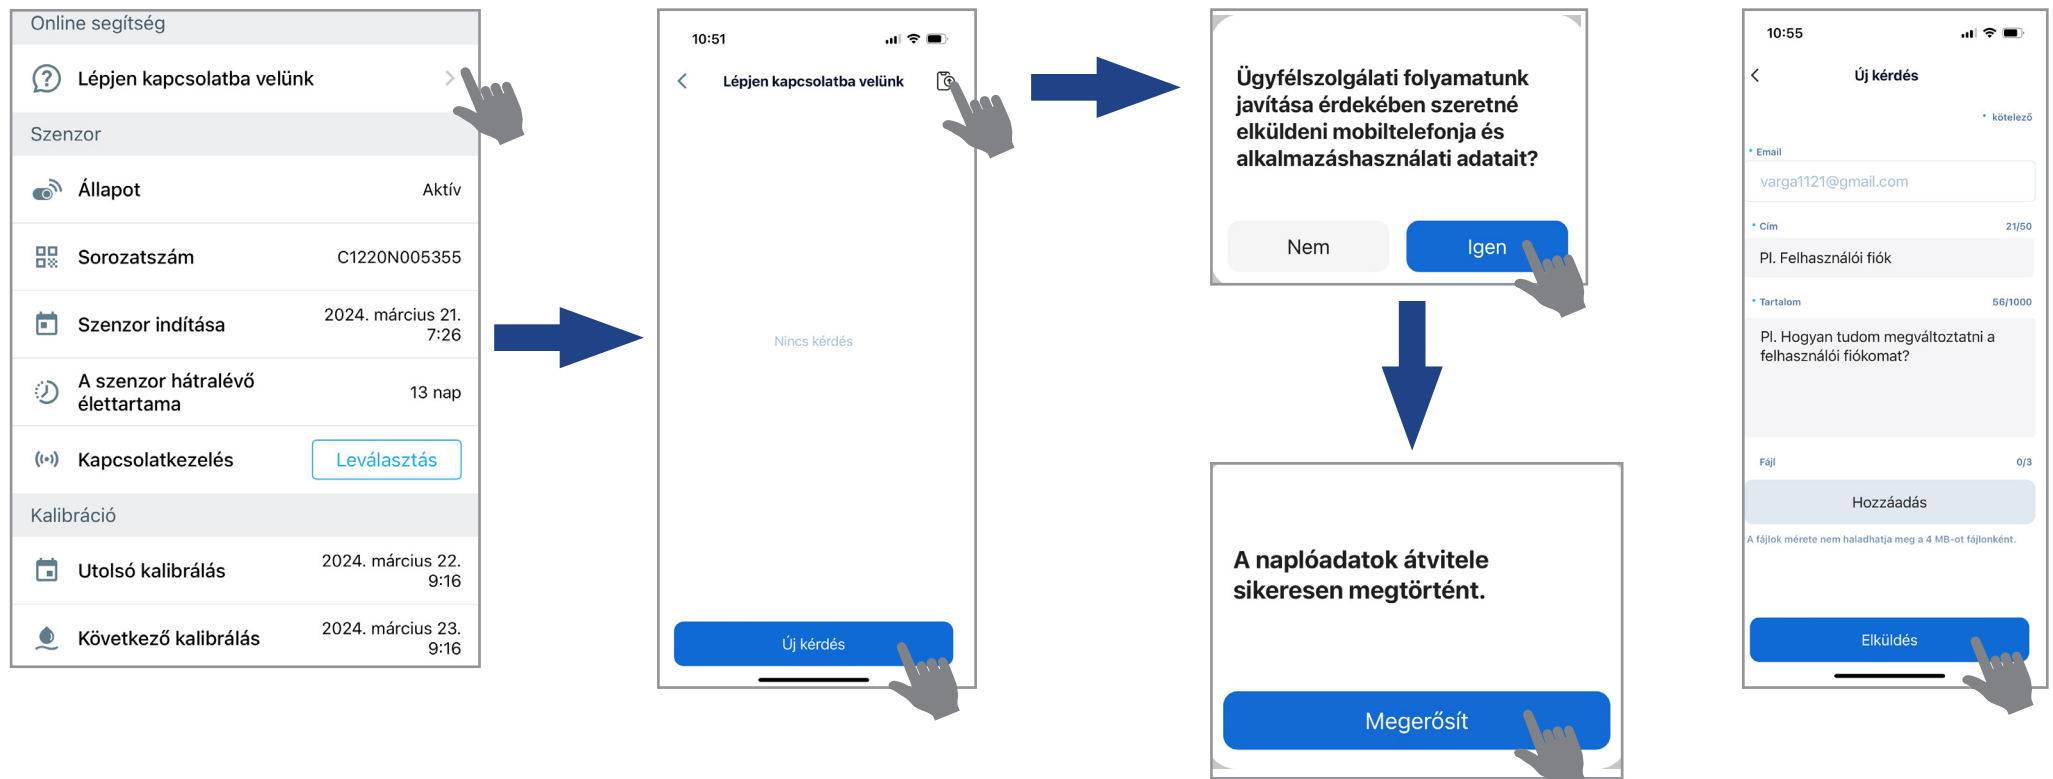 Online segítség
Lépjen kapcsolatba velünk
Szenzor
Állapot Aktív
Sorozatszám C1220N005355
Szenzor indítása 2024. március 21.
7:26
A szenzor hátralévő
élettartama 13 nap
Kapcsolatkezelés Leválasztás
Kalibráció
Utolsó kalibrálás 2024. március 22.
9:16
Következő kalibrálás 2024. március 23.
9:16
10:51
Lépjen kapcsolatba velünk
Nincs kérdés
Új kérdés
Ügyfélszolgálati folyamatunk
javítása érdekében szeretné
elküldeni mobiltelefonja és
alkalmazáshasználati adatait?
Nem Igen
A naplóadatok átvitele
sikeresen megtörtént.
Megerősít
10:55
Új kérdés
* kötelező
* Email
varga1121@gmail.com
* Cím 21/50
Pl. Felhasználói fiók
* Tartalom 56/1000
Pl. Hogyan tudom megváltoztatni a
felhasználói fiókomat?
Fájl 0/3
Hozzáadás
A fájlok mérete nem haladhatja meg a 4 MB-ot fájlonként.
Elküldés